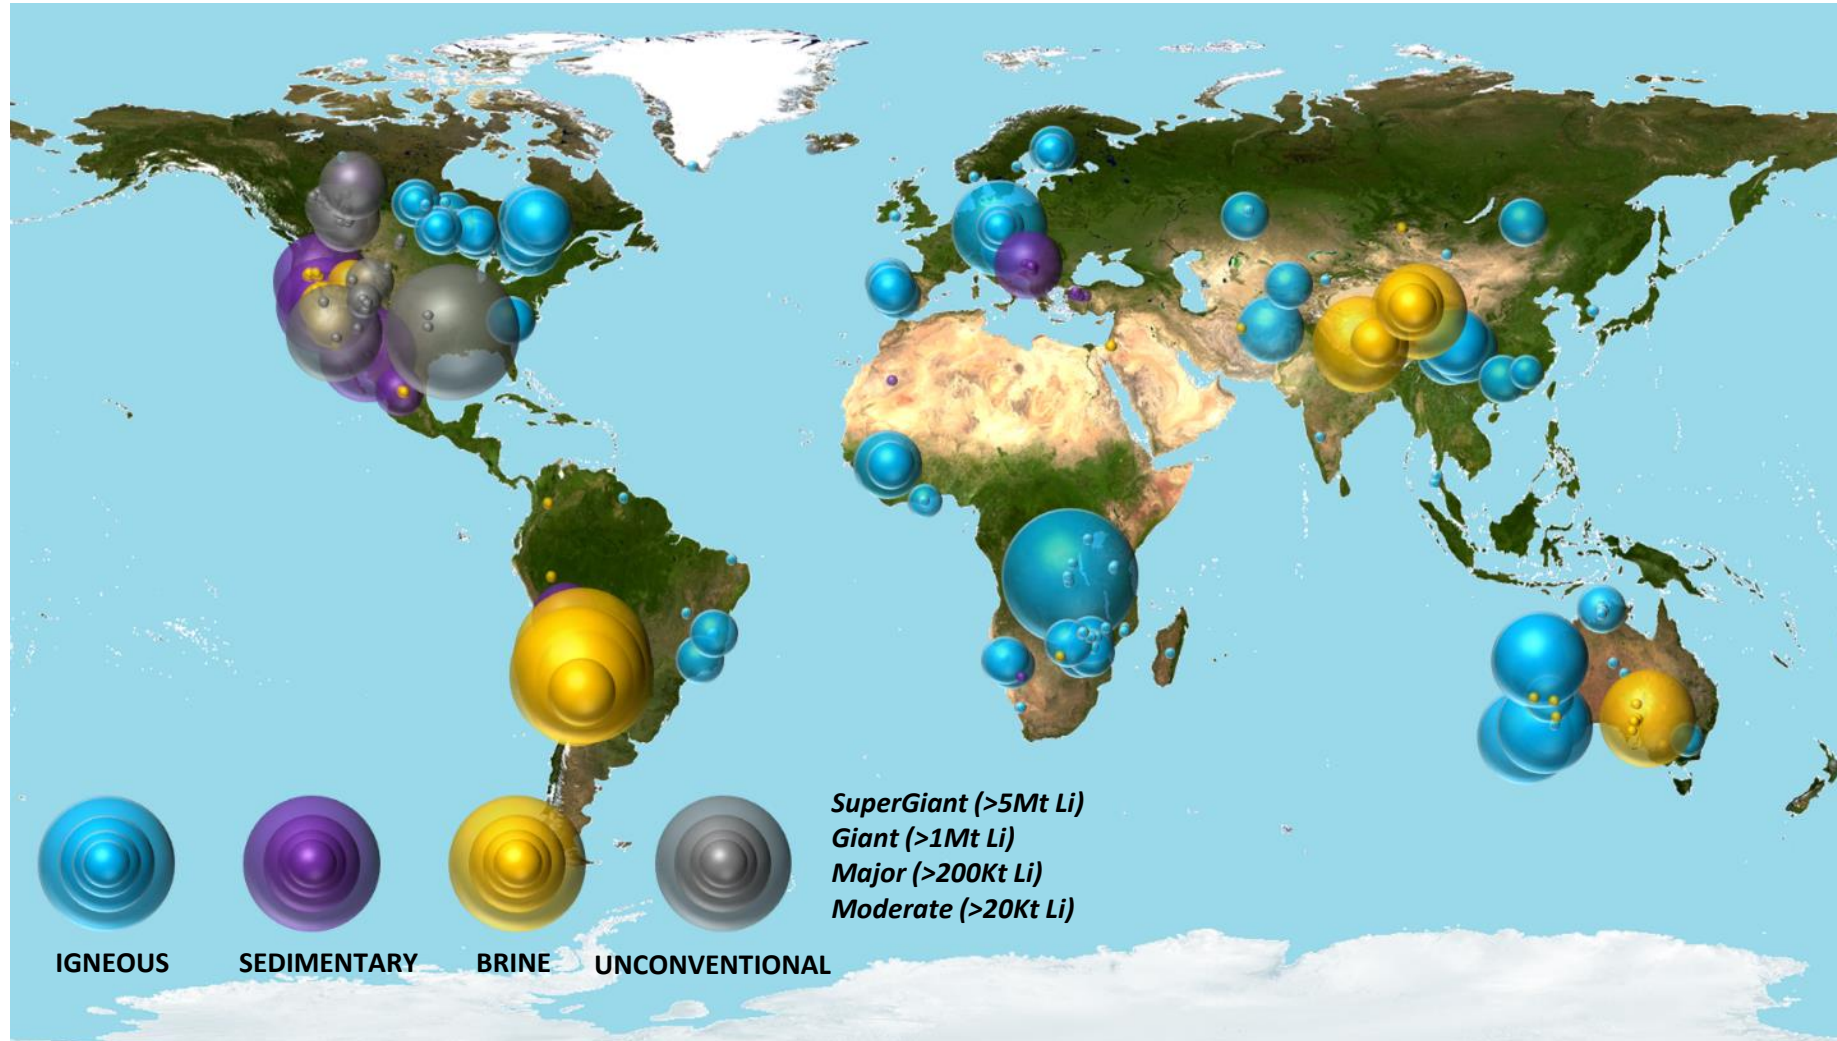 SuperGiant (>5Mt Li)
Giant (>1Mt Li)
Major (>200Kt Li)
Moderate (>20Kt Li)
IGNEOUS
SEDIMENTARY
BRINE
UNCONVENTIONAL